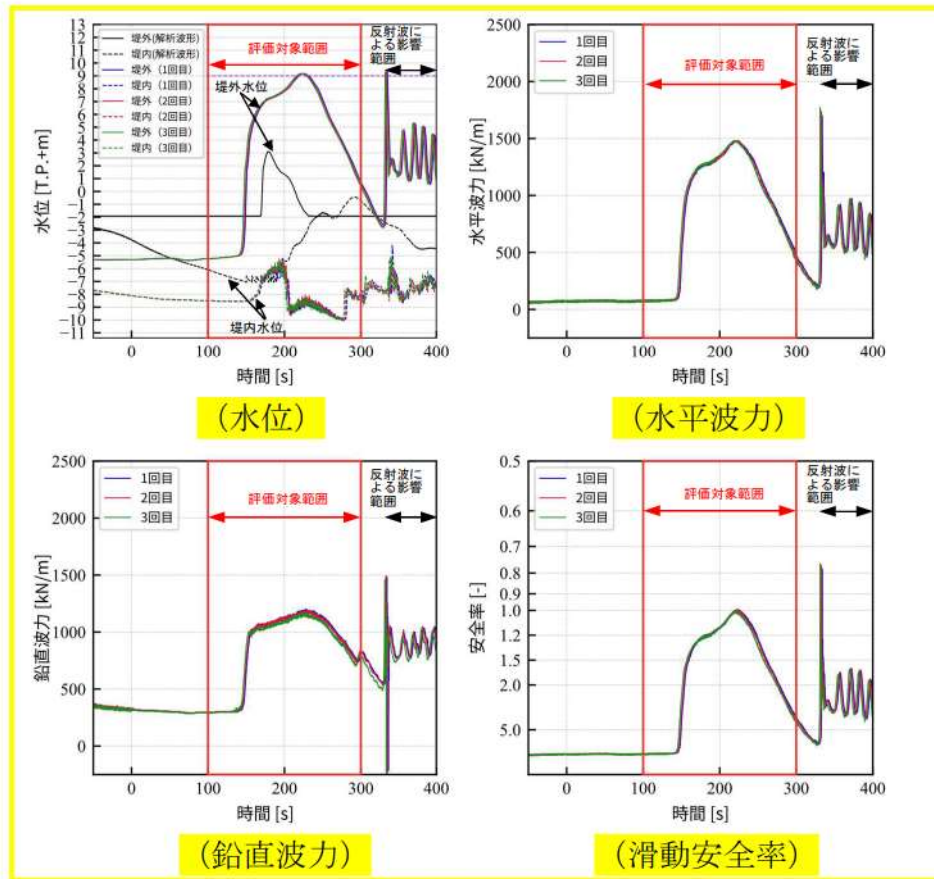 13
12
11
10
9
8
7
6
5
4
3
2
1
0
−1
−2
−3
−4
−5
−6
−7
−8
−9
−10
−11
水位 [T.P.+m]
堤外(解析波形)
堤内(解析波形)
堤外（1回目）
堤内（1回目）
堤外（2回目）
堤内（2回目）
堤外（3回目）
堤内（3回目）
評価対象範囲
反射波に
よる影響
範囲
堤外水位
堤内水位
0 100 200 300 400
時間 [s]
（水位）
2500
2000
1500
1000
500
0
水平波力 [kN/m]
1回目
2回目
3回目
評価対象範囲
反射波に
よる影響
範囲
0 100 200 300 400
時間 [s]
（水平波力）
2500
2000
1500
1000
500
0
鉛直波力 [kN/m]
1回目
2回目
3回目
評価対象範囲
反射波に
よる影響
範囲
0 100 200 300 400
時間 [s]
（鉛直波力）
0.5
0.6
0.7
0.8
0.9
1.0
1.2
1.5
2.0
5.0
安全率 [-]
1回目
2回目
3回目
評価対象範囲
反射波に
よる影響
範囲
0 100 200 300 400
時間 [s]
（滑動安全率）